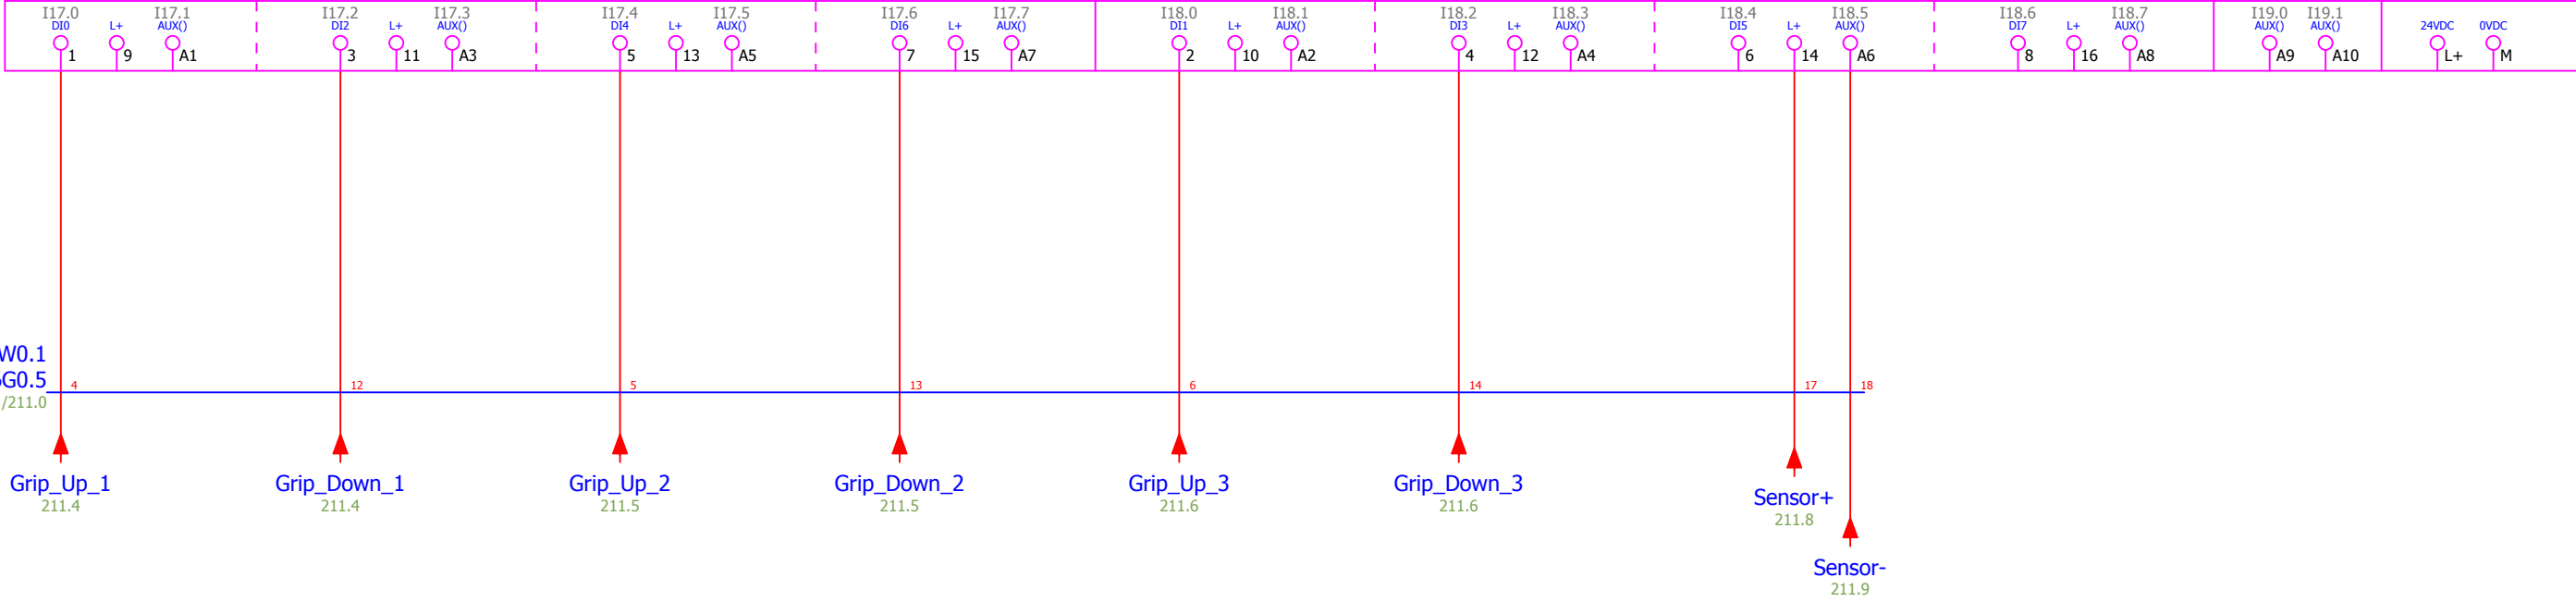 I17.0 I17.1 I17.2 I17.3 I17.4 I17.5 I17.6 I17.7 I18.0 I18.1 I18.2 I18.3 I18.4 I18.5 I18.6 I18.7 I19.0 I19.1
DI0 L+ AUX() DI2 L+ AUX() DI4 L+ AUX() DI6 L+ AUX() DI1 L+ AUX() DI3 L+ AUX() DI5 L+ AUX() DI7 L+ AUX() AUX() AUX() 24VDC 0VDC
1 9 A1 3 11 A3 5 13 A5 7 15 A7 2 10 A2 4 12 A4 6 14 A6 8 16 A8 A9 A10 L+ M
W0.1
G0.5
/211.0
4 12 5 13 6 14 17 18
Grip_Up_1 Grip_Down_1 Grip_Up_2 Grip_Down_2 Grip_Up_3 Grip_Down_3
211.4 211.4 211.5 211.5 211.6 211.6
Sensor+
211.8
Sensor-
211.9